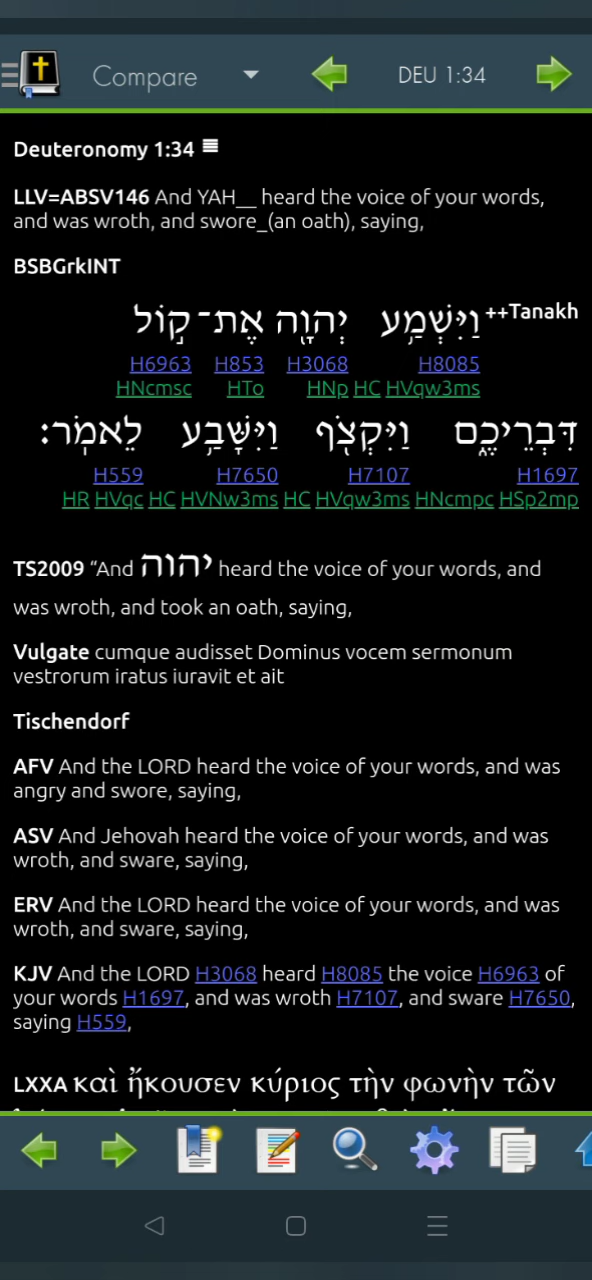 Compare
DEU 1:34
Deuteronomy 1:34
LLV=ABSV146 And YAH__ heard the voice of your words,
and was wroth, and swore_(an oath), saying,
BSBGrkINT
++Tanakh וַיִּשְׁמַ֥ע יְהוָ֖ה אֶת־ ק֣וֹל
H8085 H3068 H853 H6963
HC HVqw3ms HNp HTo HNcmsc
דִּבְרֵיכֶ֑ם וַיִּקְצֹ֖ף וַיִּשָּׁבַ֥ע לֵאמֹֽר׃
H1697 H7107 H7650 H559
HNcmpc HSp2mp HC HVqw3ms HC HVNw3ms HR HVqc
TS2009 “And יהוה heard the voice of your words, and
was wroth, and took an oath, saying,
Vulgate cumque audisset Dominus vocem sermonum
vestrorum iratus iuravit et ait
Tischendorf
AFV And the LORD heard the voice of your words, and was
angry and swore, saying,
ASV And Jehovah heard the voice of your words, and was
wroth, and sware, saying,
ERV And the LORD heard the voice of your words, and was
wroth, and sware, saying,
KJV And the LORD H3068 heard H8085 the voice H6963 of
your words H1697, and was wroth H7107, and sware H7650,
saying H559,
LXXA καὶ ἤκουσεν κύριος τὴν φωνὴν τῶν